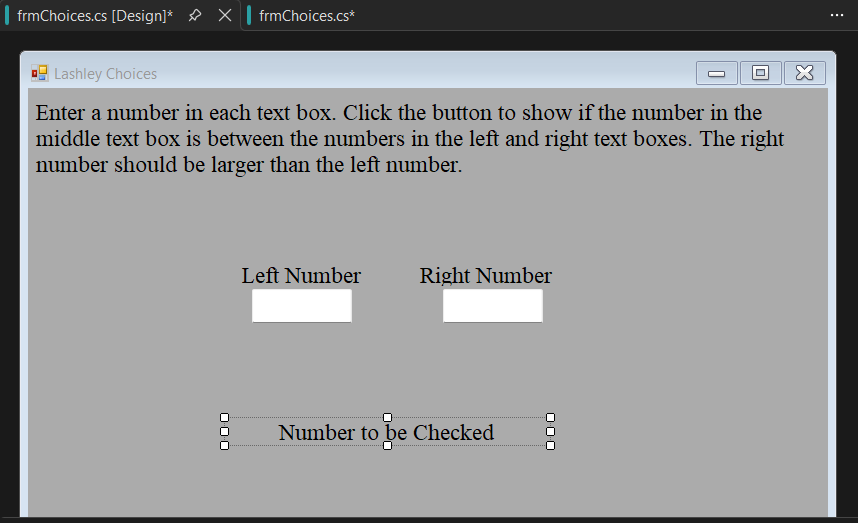 frmChoices.cs [Design]* frmChoices.cs*
Lashley Choices
Enter a number in each text box. Click the button to show if the number in the
middle text box is between the numbers in the left and right text boxes. The right
number should be larger than the left number.
Left Number Right Number
Number to be Checked